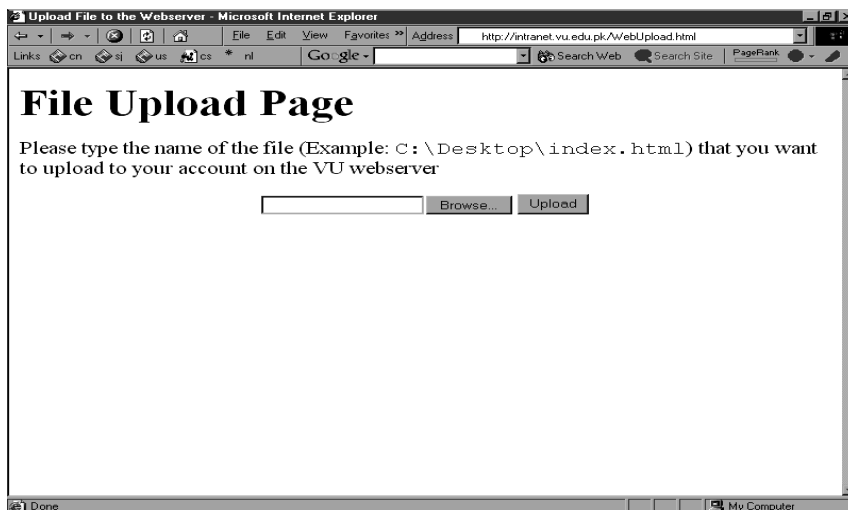 Upload File to the Webserver - Microsoft Internet Explorer
File Edit View Favorites » Address http://intranet.vu.edu.pk/WebUpload.html
Links cn sj us cs * nl Google Search Web Search Site PageRank
File Upload Page
Please type the name of the file (Example: C:\Desktop\index.html) that you want
to upload to your account on the VU webserver
Browse... Upload
Done My Computer